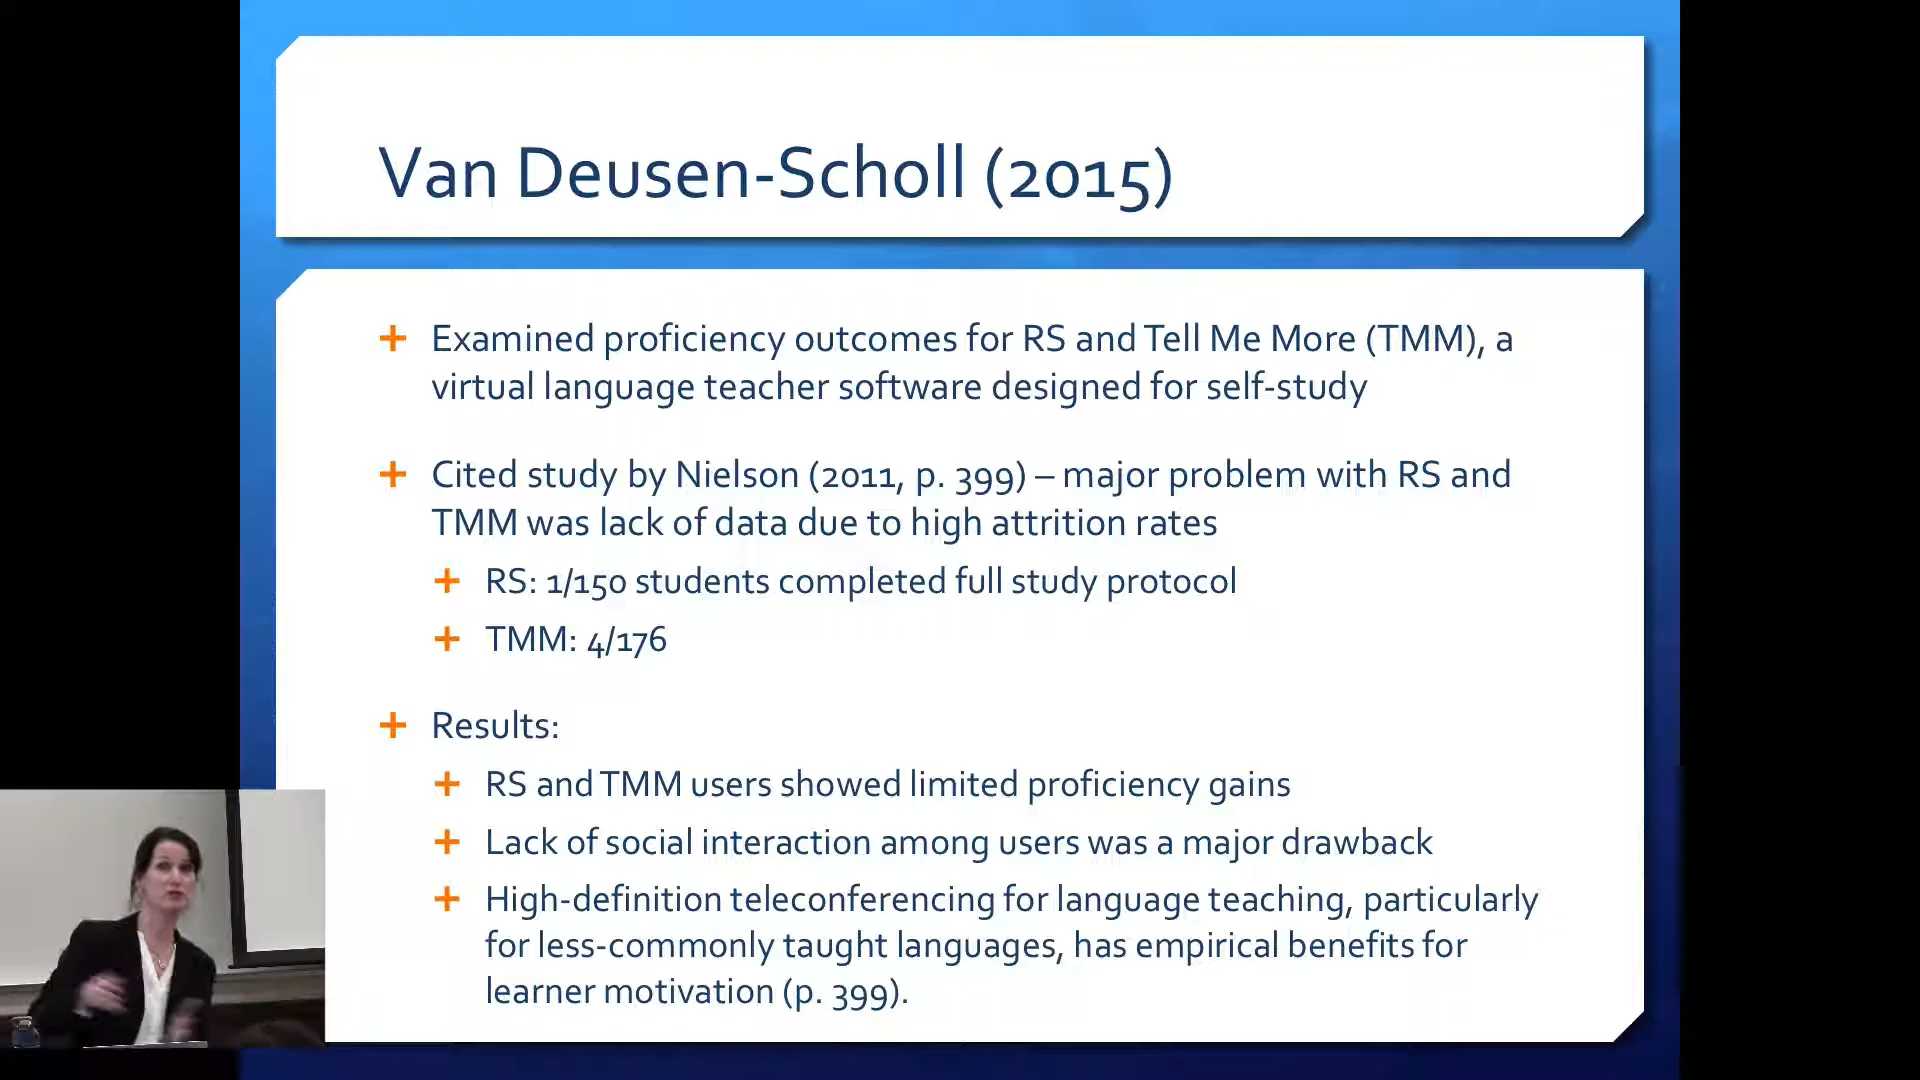 Van Deusen-Scholl (2015)
Examined proficiency outcomes for RS and Tell Me More (TMM), a
virtual language teacher software designed for self-study
Cited study by Nielson (2011, p. 399) – major problem with RS and
TMM was lack of data due to high attrition rates
RS: 1/150 students completed full study protocol
TMM: 4/176
Results:
RS and TMM users showed limited proficiency gains
Lack of social interaction among users was a major drawback
High-definition teleconferencing for language teaching, particularly
for less-commonly taught languages, has empirical benefits for
learner motivation (p. 399).